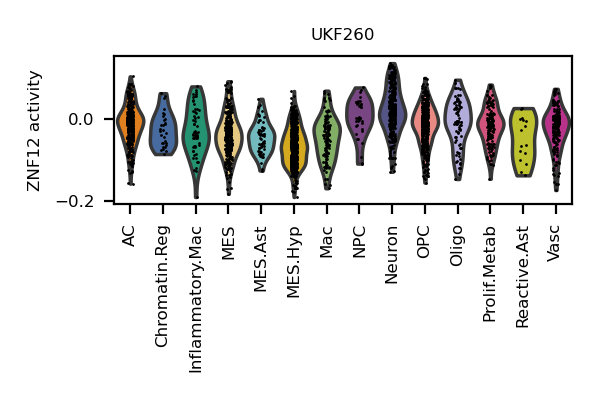 UKF260
ZNF12 activity
0.0
−0.2
AC
Chromatin.Reg
Inflammatory.Mac
MES
MES.Ast
MES.Hyp
Mac
NPC
Neuron
OPC
Oligo
Prolif.Metab
Reactive.Ast
Vasc